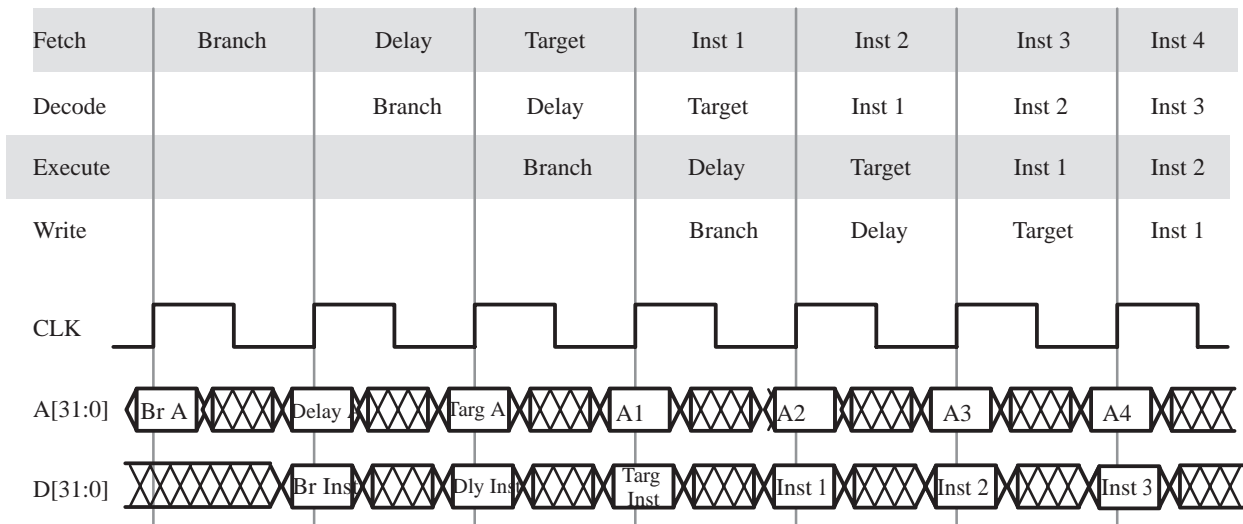 Fetch Branch Delay Target Inst 1 Inst 2 Inst 3 Inst 4
Decode Branch Delay Target Inst 1 Inst 2 Inst 3
Execute Branch Delay Target Inst 1 Inst 2
Write Branch Delay Target Inst 1
CLK
A[31:0] Br A Delay A Targ A A1 A2 A3 A4
D[31:0] Br Inst Dly Inst Targ Inst Inst 1 Inst 2 Inst 3